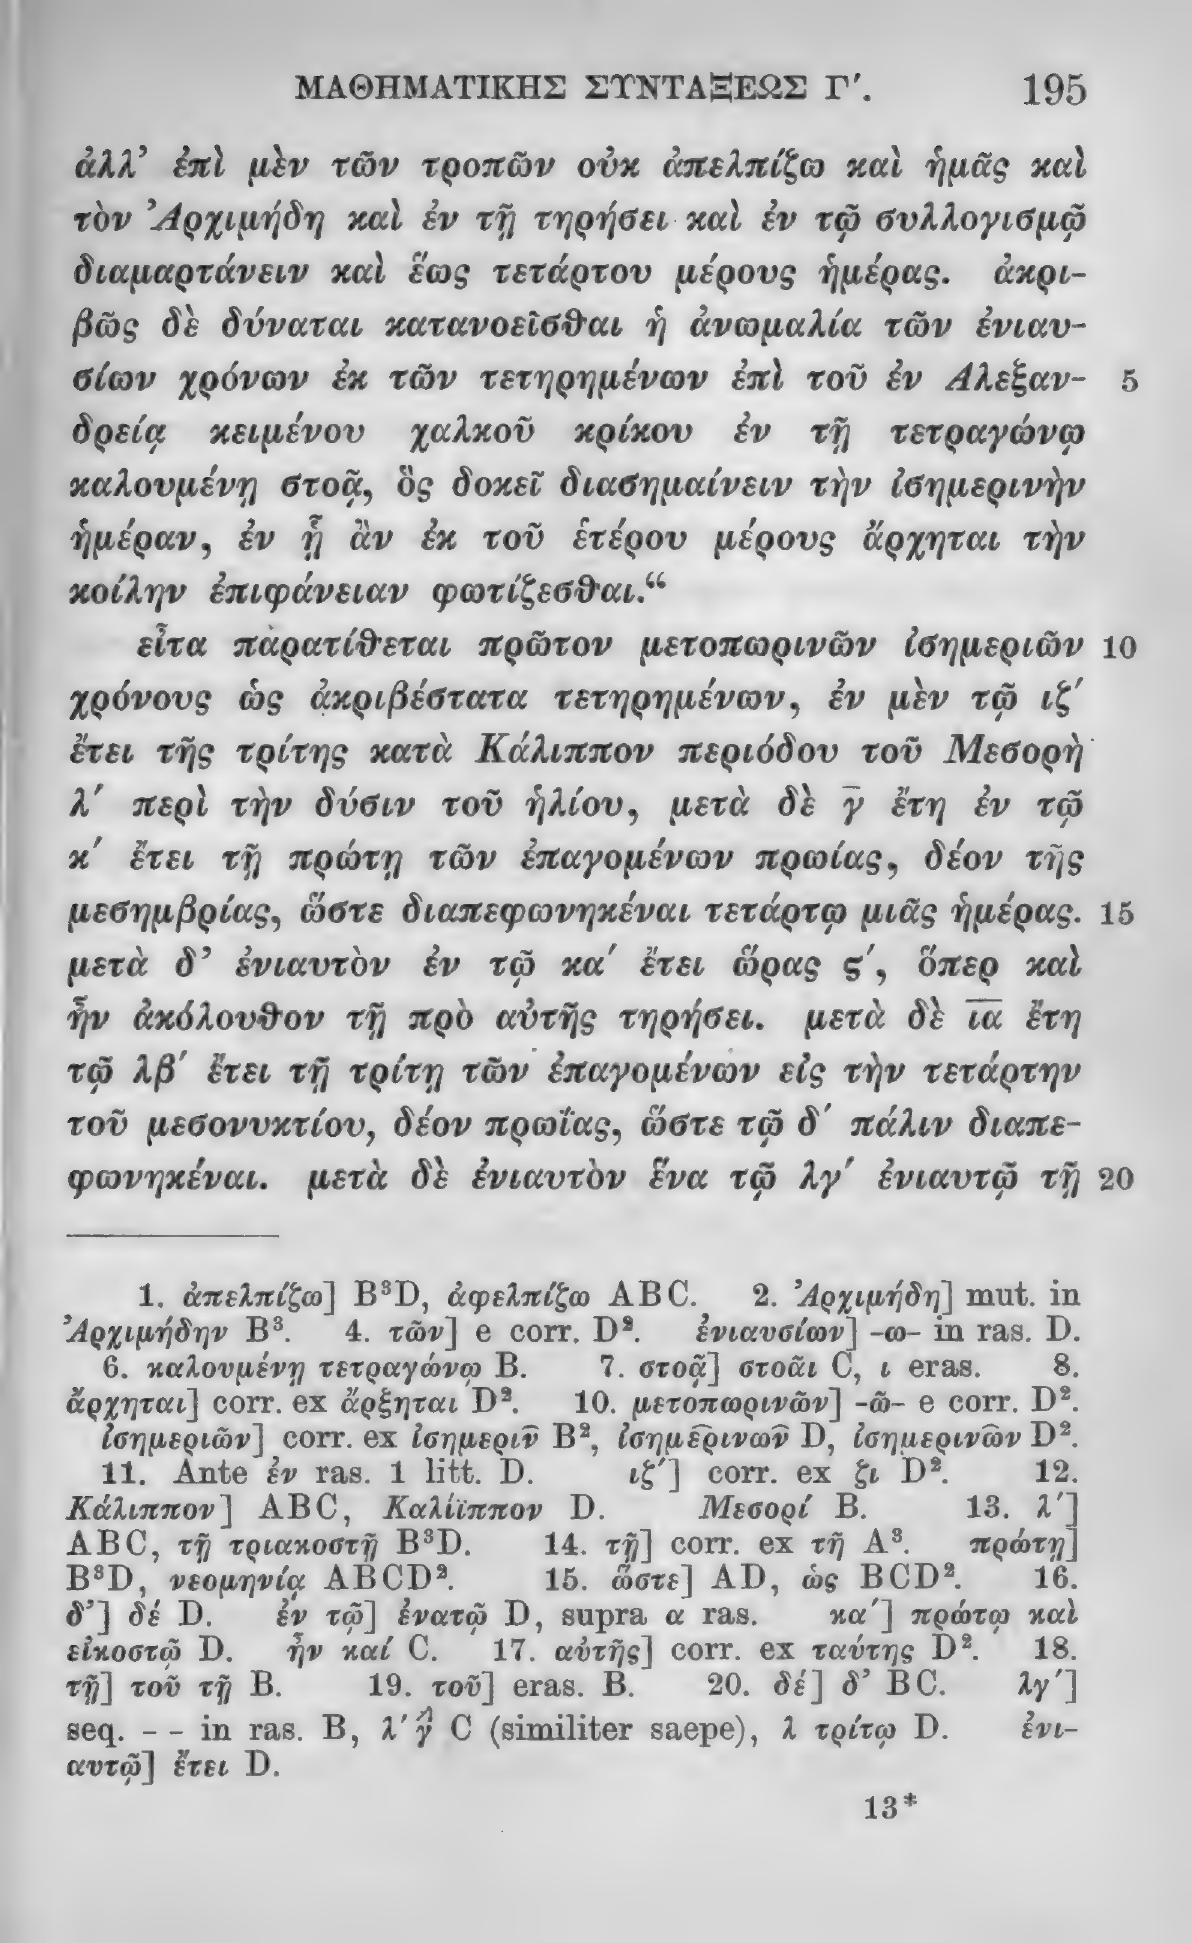 ΜΑΘΗΜΑΤΙΚΗΣ ΣΥΝΤΑΞΕΩΣ Γʹ. 195
ἀλλ’ ἐπὶ μὲν τῶν τροπῶν οὐκ ἀπελπίζω καὶ ἡμᾶς καὶ
τὸν Ἀρχιμήδη καὶ ἐν τῇ τηρήσει καὶ ἐν τῷ συλλογισμῷ
διαμαρτάνειν καὶ ἕως τετάρτου μέρους ἡμέρας. ἀκρι-
βῶς δὲ δύναται κατανοεῖσθαι ἡ ἀνωμαλία τῶν ἐνιαυ-
σίων χρόνων ἐκ τῶν τετηρημένων ἐπὶ τοῦ ἐν Ἀλεξαν- 5
δρείᾳ κειμένου χαλκοῦ κρίκου ἐν τῇ τετραγώνῳ
καλουμένῃ στοᾷ, ὃς δοκεῖ διασημαίνειν τὴν ἰσημερινὴν
ἡμέραν, ἐν ᾗ ἂν ἐκ τοῦ ἑτέρου μέρους ἄρχηται τὴν
κοίλην ἐπιφάνειαν φωτίζεσθαι.“
εἶτα παρατίθεται πρῶτον μετοπωρινῶν ἰσημεριῶν 10
χρόνους ὡς ἀκριβέστατα τετηρημένων, ἐν μὲν τῷ ιζʹ
ἔτει τῆς τρίτης κατὰ Κάλιππον περιόδου τοῦ Μεσορὴ
λʹ περὶ τὴν δύσιν τοῦ ἡλίου, μετὰ δὲ γ̅ ἔτη ἐν τῷ
κʹ ἔτει τῇ πρώτῃ τῶν ἐπαγομένων πρωίας, δέον τῆς
μεσημβρίας, ὥστε διαπεφωνηκέναι τετάρτῳ μιᾶς ἡμέρας. 15
μετὰ δ’ ἐνιαυτὸν ἐν τῷ καʹ ἔτει ὥρας ϛʹ, ὅπερ καὶ
ἦν ἀκόλουθον τῇ πρὸ αὐτῆς τηρήσει. μετὰ δὲ ι̅α̅ ἔτη
τῷ λβʹ ἔτει τῇ τρίτῃ τῶν ἐπαγομένων εἰς τὴν τετάρτην
τοῦ μεσονυκτίου, δέον πρωΐας, ὥστε τῷ δʹ πάλιν διαπε-
φωνηκέναι. μετὰ δὲ ἐνιαυτὸν ἕνα τῷ λγʹ ἐνιαυτῷ τῇ 20
1. ἀπελπίζω] B³D, ἀφελπίζω ABC. 2. Ἀρχιμήδη] mut. in
Ἀρχιμήδην B³. 4. τῶν] e corr. D². ἐνιαυσίων] -ω- in ras. D.
6. καλουμένῃ τετραγώνῳ B. 7. στοᾷ] στοᾶι C, ι eras. 8.
ἄρχηται] corr. ex ἄρξηται D². 10. μετοπωρινῶν] -ῶ- e corr. D².
ἰσημεριῶν] corr. ex ἰσημεριν̅ B², ἰσημερινων̅ D, ἰσημερινῶν D².
11. Ante ἐν ras. 1 litt. D. ιζʹ] corr. ex ζι D². 12.
Κάλιππον] ABC, Καλίϊππον D. Μεσορί B. 13. λʹ]
ABC, τῇ τριακοστῇ B³D. 14. τῇ] corr. ex τῆ A³. πρώτῃ]
B³D, νεομηνίᾳ ABCD². 15. ὥστε] AD, ὡς BCD². 16.
δ’] δέ D. ἐν τῷ] ἐνατῷ D, supra α ras. καʹ] πρώτῳ καὶ
εἰκοστῷ D. ἦν καί C. 17. αὐτῆς] corr. ex ταύτης D². 18.
τῇ] τοῦ τῇ B. 19. τοῦ] eras. B. 20. δέ] δ’ BC. λγʹ]
seq. - - in ras. B, λʹ γ C (similiter saepe), λ τρίτῳ D. ἐνι-
αυτῷ] ἔτει D.
13*